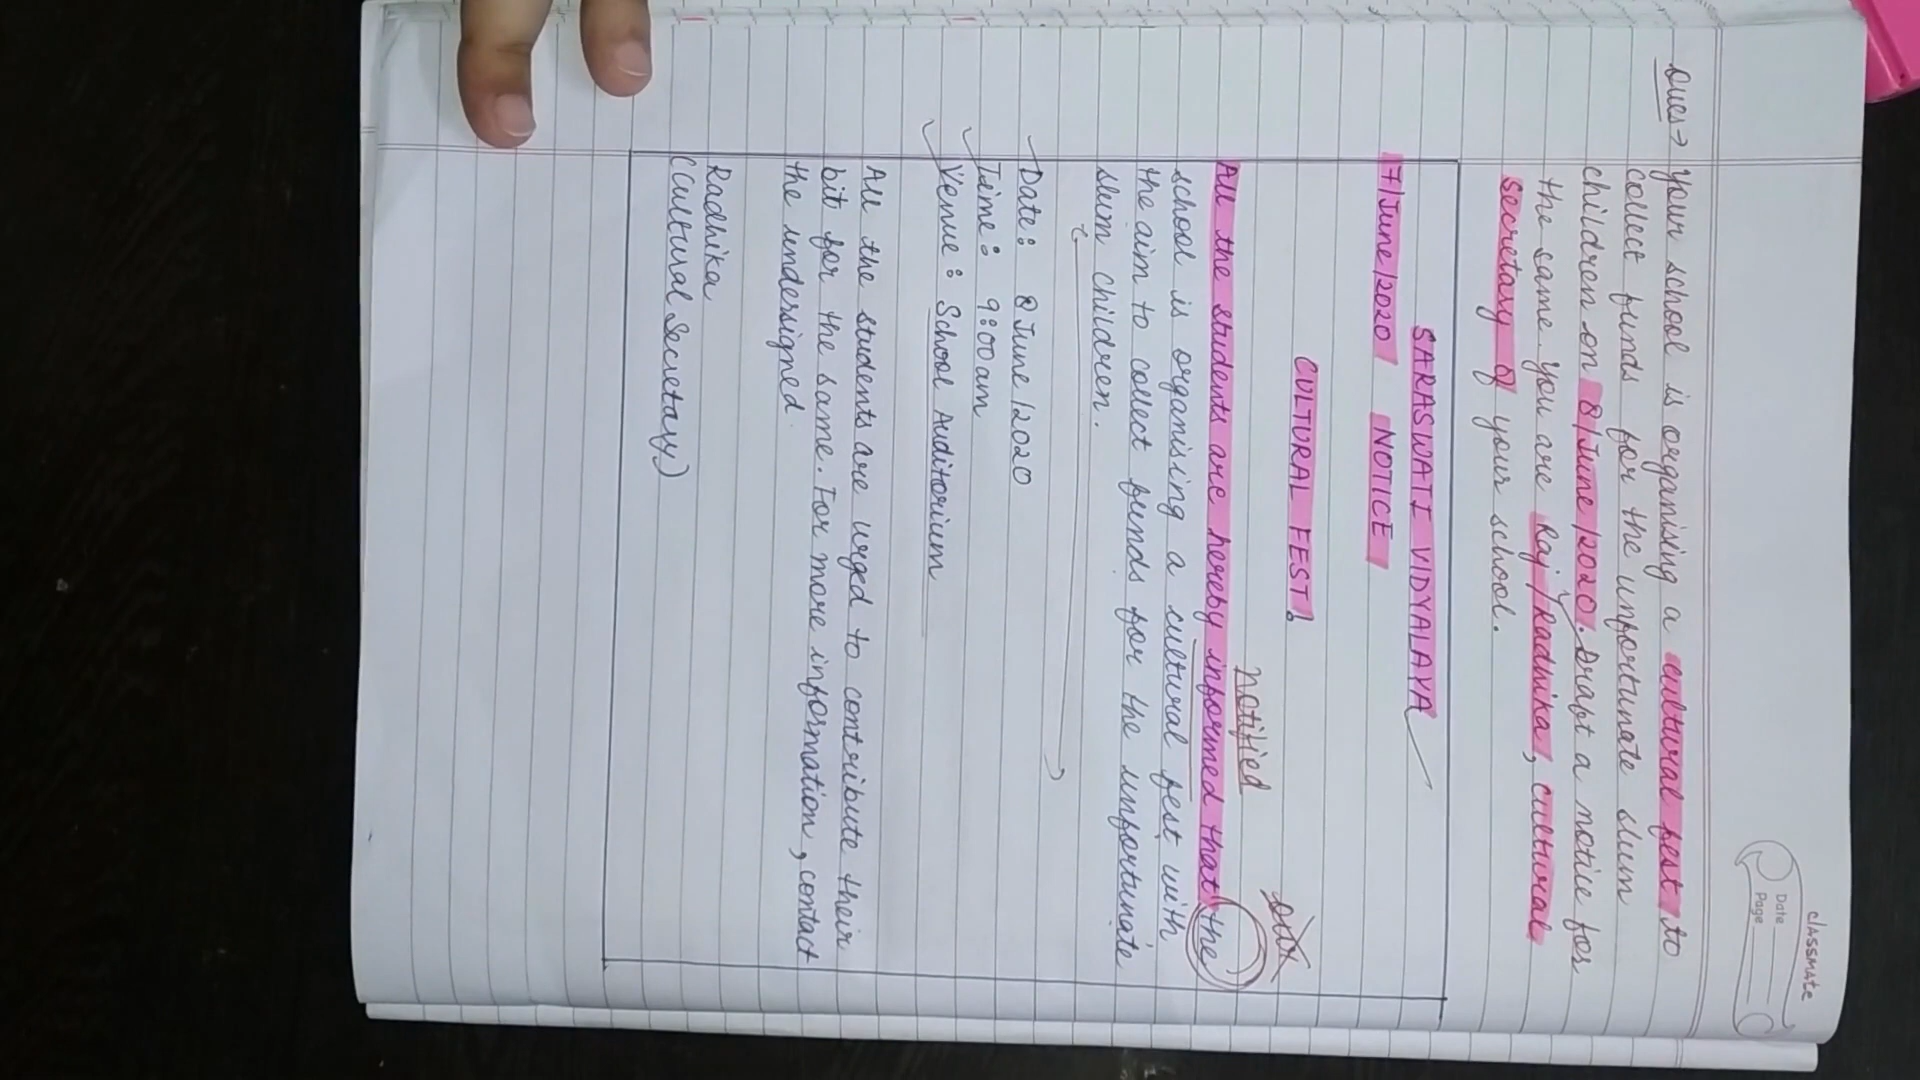 classmate
Date
Page
Ques→ Your school is organising a cultural fest to
collect funds for the unfortunate slum
children on 8/June/2020. Draft a notice for
the same. You are Raj/Radhika, cultural
secretary of your school.
SARASWATI VIDYALAYA
7/June/2020 NOTICE
CULTURAL FEST!
notified
All the students are hereby informed that the
school is organising a cultural fest with
the aim to collect funds for the unfortunate
slum children.
Date: 8 June/2020
Time: 9:00 am
Venue: School Auditorium
All the students are urged to contribute their
bit for the same. For more information, contact
the undersigned.
Radhika
(Cultural Secretary)